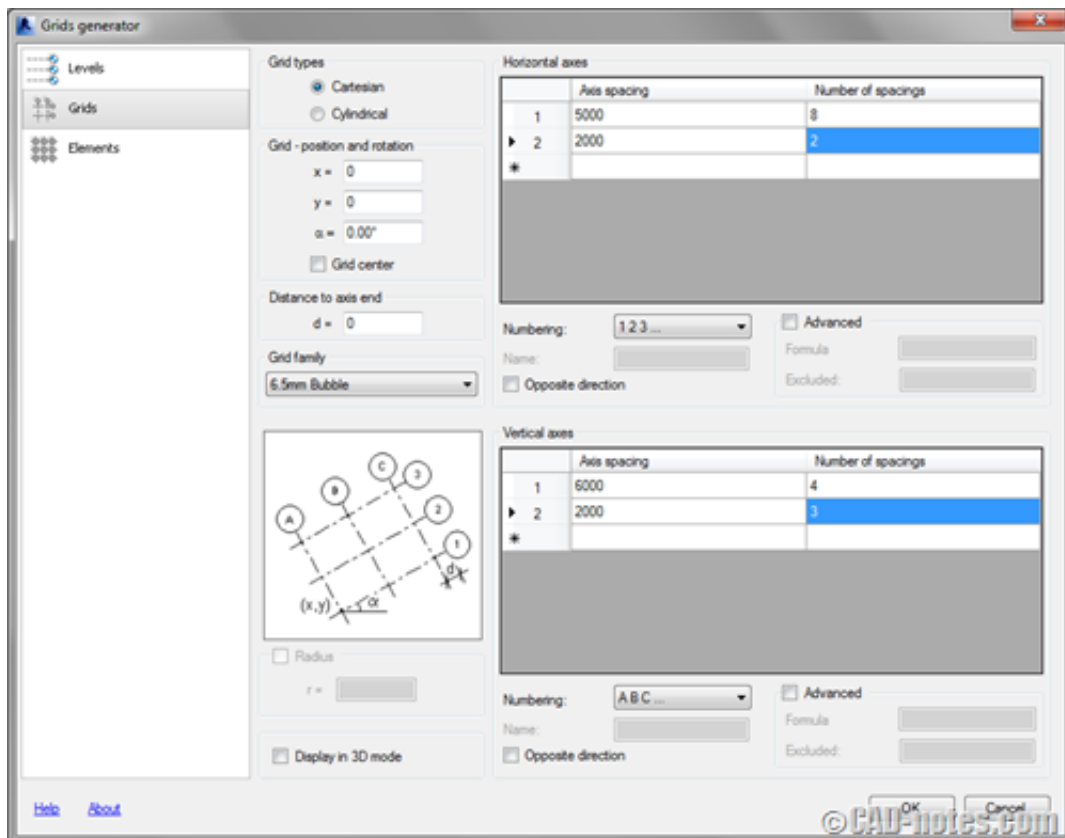 Grids generator
Levels
Grids
Elements
Grid types
Cartesian
Cylindrical
Grid - position and rotation
x = 0
y = 0
α = 0.00°
Grid center
Distance to axis end
d = 0
Grid family
6.5mm Bubble
A B C 3 2 1
d
(x,y) α
Radius
r =
Display in 3D mode
Horizontal axes
Axis spacing Number of spacings
1 5000 8
2 2000 2
Numbering: 1 2 3 ...
Name:
Opposite direction
Advanced
Formula
Excluded:
Vertical axes
Axis spacing Number of spacings
1 6000 4
2 2000 3
Numbering: A B C ...
Name:
Opposite direction
Advanced
Formula
Excluded:
Help About
OK Cancel
©CAD-notes.com